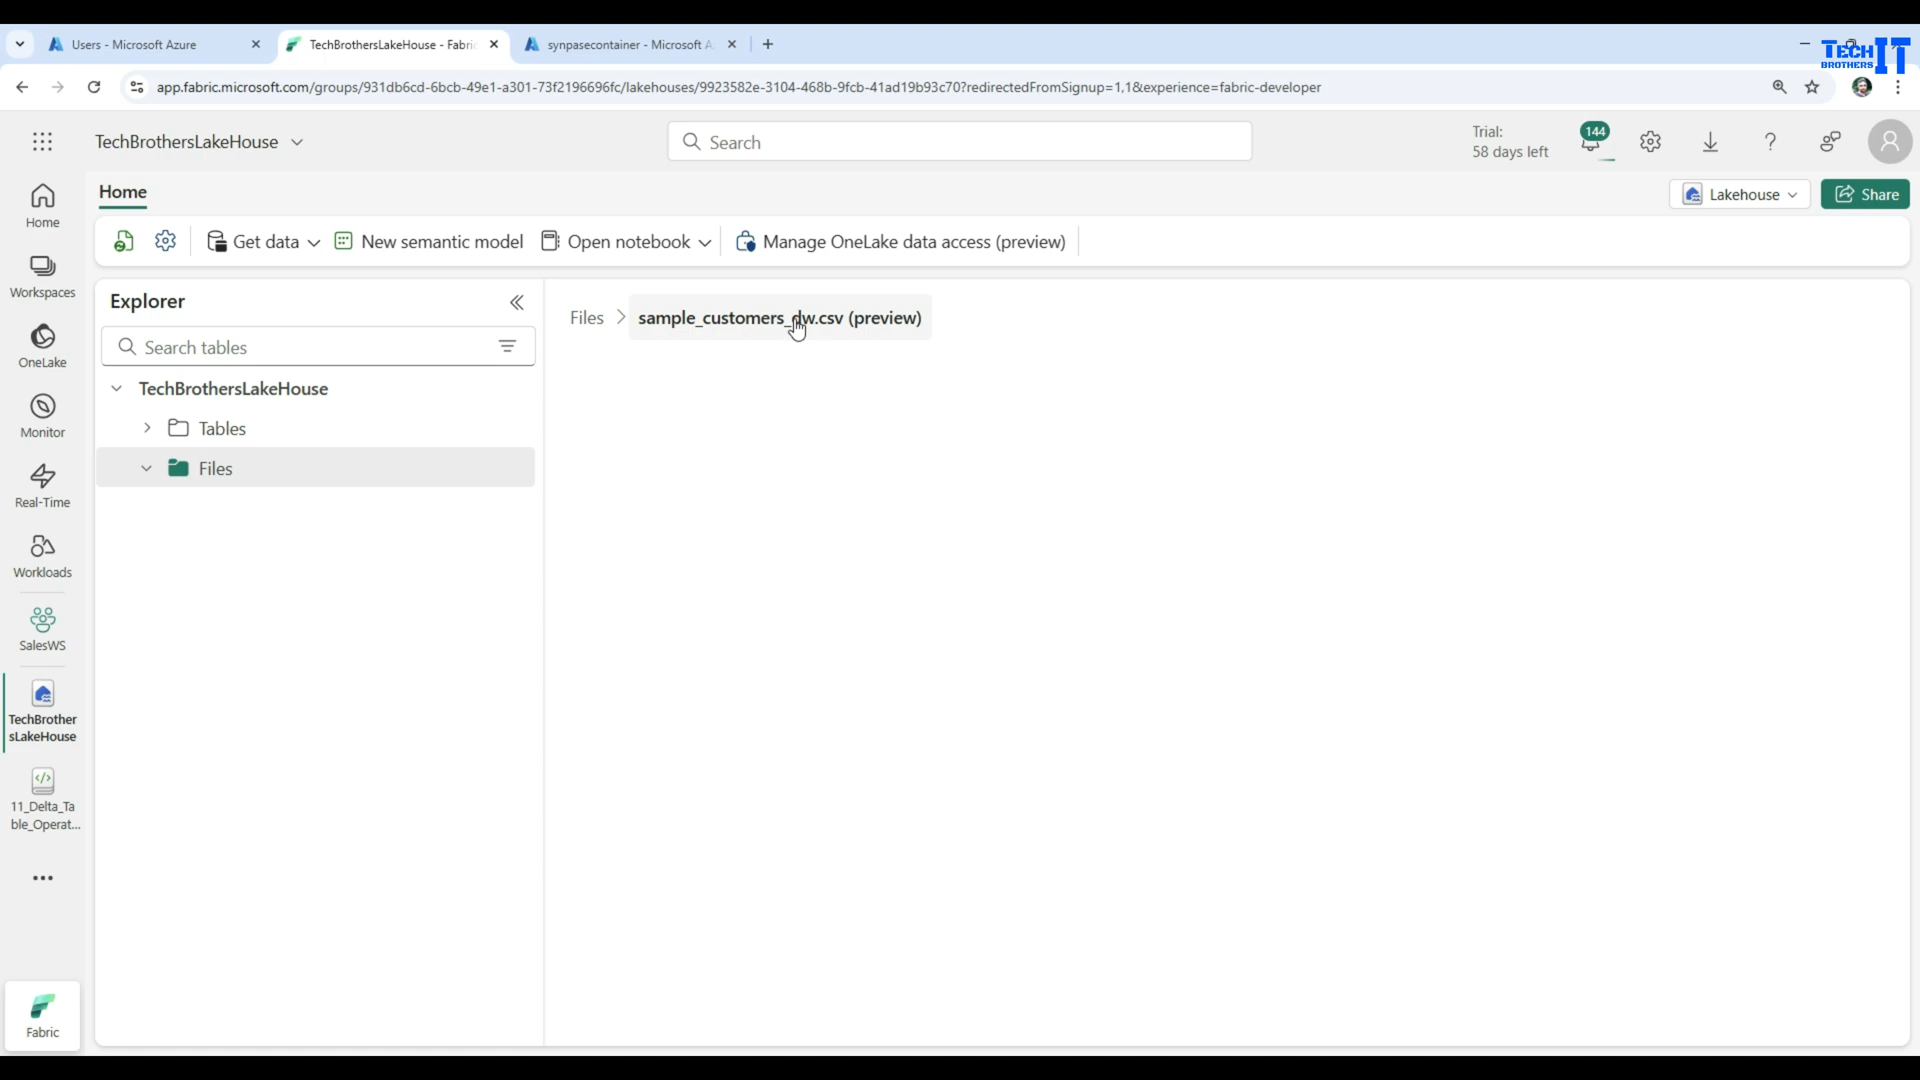 Users - Microsoft Azure
TechBrothersLakeHouse - Fabric
synpasecontainer - Microsoft A
TECH IT
BROTHERS
app.fabric.microsoft.com/groups/931db6cd-6bcb-49e1-a301-73f2196696fc/lakehouses/9923582e-3104-468b-9fcb-41ad19b93c70?redirectedFromSignup=1,1&experience=fabric-developer
TechBrothersLakeHouse
Search
Trial:
58 days left
144
Home
Lakehouse
Share
Get data
New semantic model
Open notebook
Manage OneLake data access (preview)
Home
Workspaces
OneLake
Monitor
Real-Time
Workloads
SalesWS
TechBrother
sLakeHouse
11_Delta_Ta
ble_Operat...
Fabric
Explorer
Search tables
TechBrothersLakeHouse
Tables
Files
Files
sample_customers_dw.csv (preview)